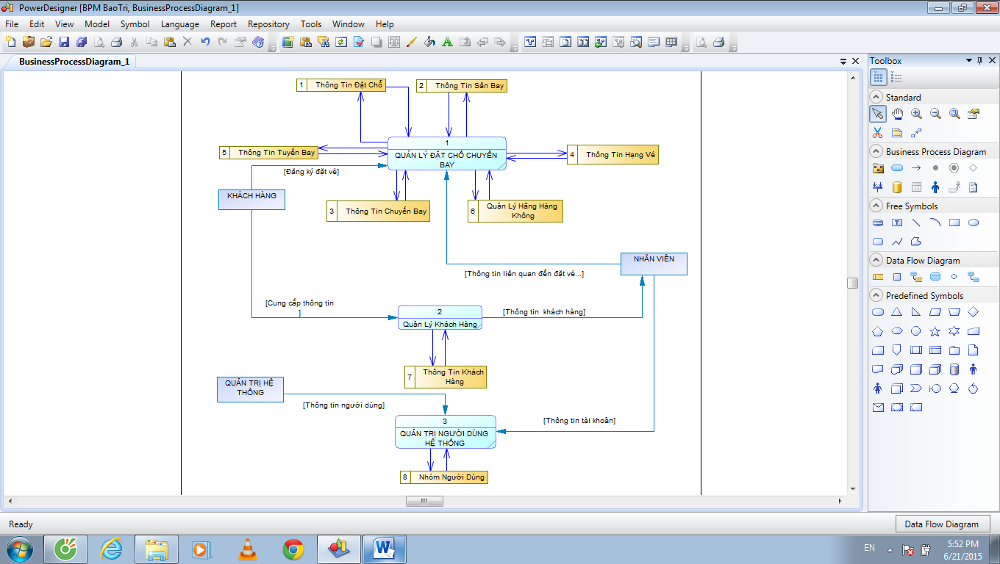 PowerDesigner [BPM BaoTri, BusinessProcessDiagram_1]
File Edit View Model Symbol Language Report Repository Tools Window Help
BusinessProcessDiagram_1
1 Thông Tin Đặt Chỗ
2 Thông Tin Sân Bay
1
QUẢN LÝ ĐẶT CHỖ CHUYẾN
BAY
5 Thông Tin Tuyến Bay
4 Thông Tin Hạng Vé
[Đăng ký đặt vé]
KHÁCH HÀNG
3 Thông Tin Chuyến Bay
6 Quản Lý Hãng Hàng
Không
NHÂN VIÊN
[Thông tin liên quan đến đặt vé...]
[Cung cấp thông tin
]
2
Quản Lý Khách Hàng
[Thông tin  khách hàng]
7 Thông Tin Khách
Hàng
QUẢN TRỊ HỆ
THỐNG
[Thông tin người dùng]
3
QUẢN TRỊ NGƯỜI DÙNG
HỆ THỐNG
[Thông tin tài khoản]
8 Nhóm Người Dùng
Toolbox
Standard
Business Process Diagram
Free Symbols
Data Flow Diagram
Predefined Symbols
Ready
Data Flow Diagram
EN
5:52 PM
6/21/2015